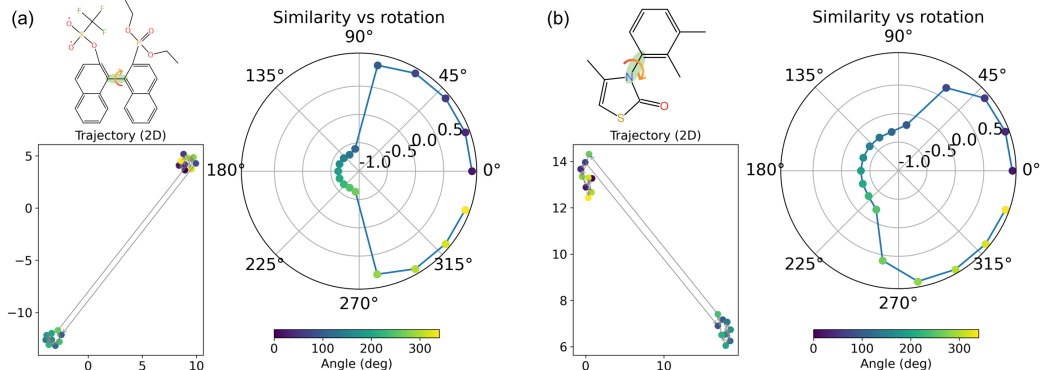 (a)
F
F
F
S
O
P
O
O
O
Trajectory (2D)
5
0
−5
−10
0
5
10
Similarity vs rotation
90°
135°
45°
180°
0°
225°
315°
270°
-1.0
-0.5
0.0
0.5
0
100
200
300
Angle (deg)
(b)
N
O
S
Trajectory (2D)
14
12
10
8
6
0
10
Similarity vs rotation
90°
135°
45°
180°
0°
225°
315°
270°
-1.0
-0.5
0.0
0.5
0
100
200
300
Angle (deg)